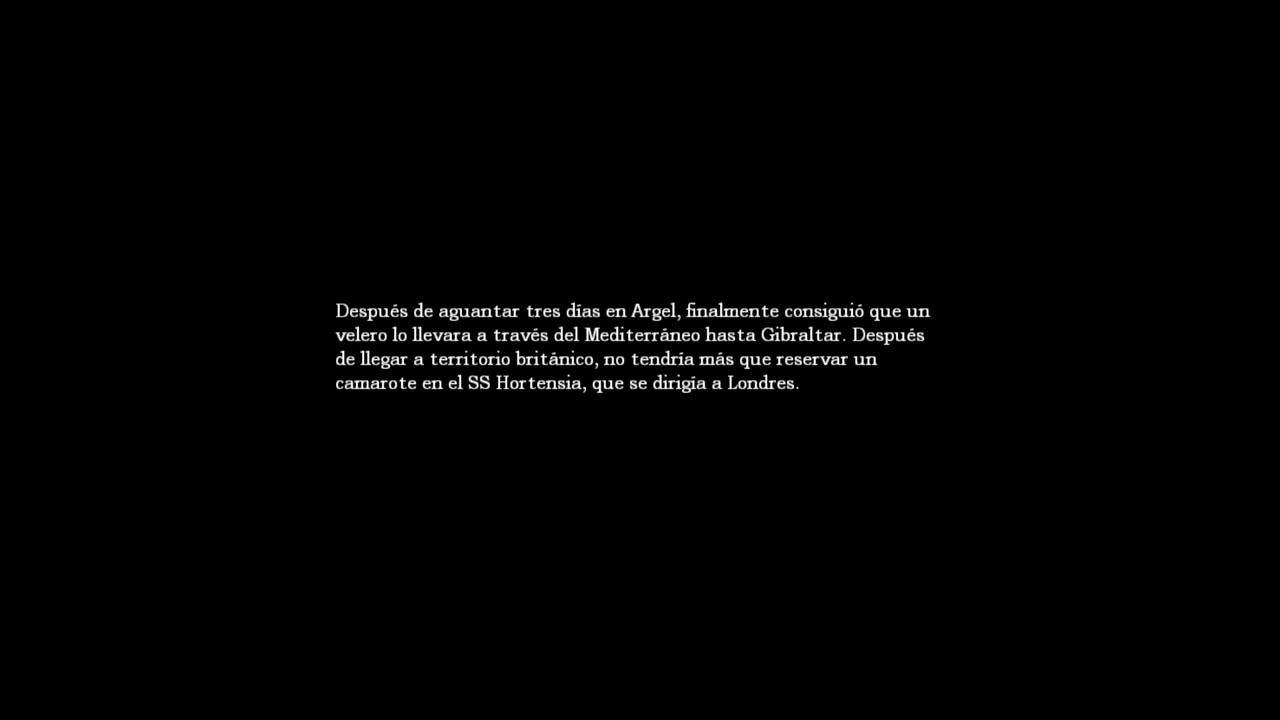 Después de aguantar tres días en Argel, finalmente consiguió que un
velero lo llevara a través del Mediterráneo hasta Gibraltar. Después
de llegar a territorio británico, no tendría más que reservar un
camarote en el SS Hortensia, que se dirigía a Londres.